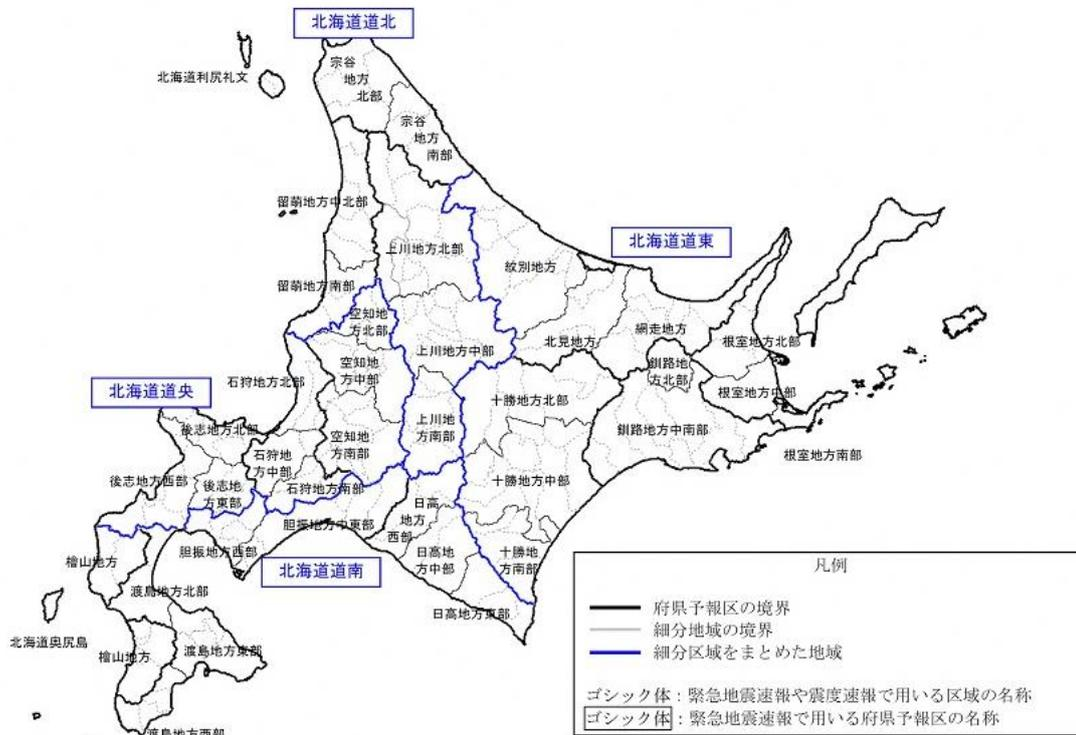 北海道道北
宗谷
地方
北部
北海道利尻礼文
宗谷
地方
南部
留萌地方中北部
北海道道東
上川地方北部
紋別地方
留萌地方南部
空知地
方北部
網走地方
北見地方
根室地方北部
上川地方中部
空知地
方中部
釧路地
方北部
石狩地方北部
北海道道央
根室地方中部
十勝地方北部
上川地
方南部
後志地方北部
空知地
方南部
釧路地方中南部
石狩地
方中部
根室地方南部
後志地方西部
後志地
方東部
石狩地方南部
十勝地方中部
日高
地方
西部
胆振地方中東部
檜山地方
胆振地方西部
日高地
方中部
十勝地
方南部
北海道道南
渡島地方北部
日高地方東部
北海道奥尻島
檜山地方
渡島地方東部
渡島地方西部
凡例
府県予報区の境界
細分地域の境界
細分区域をまとめた地域
ゴシック体：緊急地震速報や震度速報で用いる区域の名称
ゴシック体：緊急地震速報で用いる府県予報区の名称